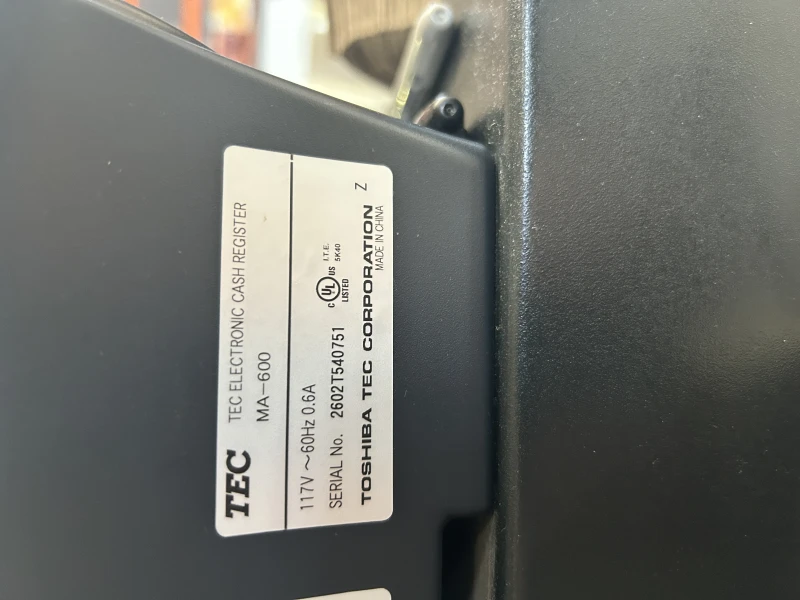 TEC TEC ELECTRONIC CASH REGISTER
MA-600
117V ~60Hz 0.6A
SERIAL No. 2602T540751
C UL US LISTED
I.T.E.
5K40
TOSHIBA TEC CORPORATION Z
MADE IN CHINA